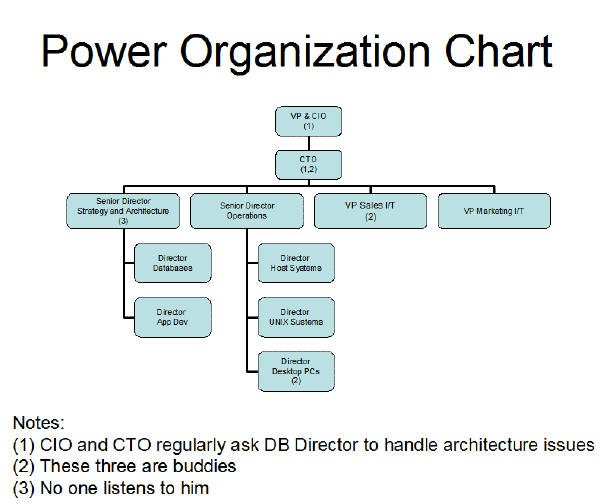 Power Organization Chart
VP & CIO
(1)
CTO
(1,2)
Senior Director
Strategy and Architecture
(3)
Senior Director
Operations
VP Sales I/T
(2)
VP Marketing I/T
Director
Databases
Director
Host Systems
Director
App Dev
Director
UNIX Sustems
Director
Desktop PCs
(2)
Notes:
(1) CIO and CTO regularly ask DB Director to handle architecture issues
(2) These three are buddies
(3) No one listens to him